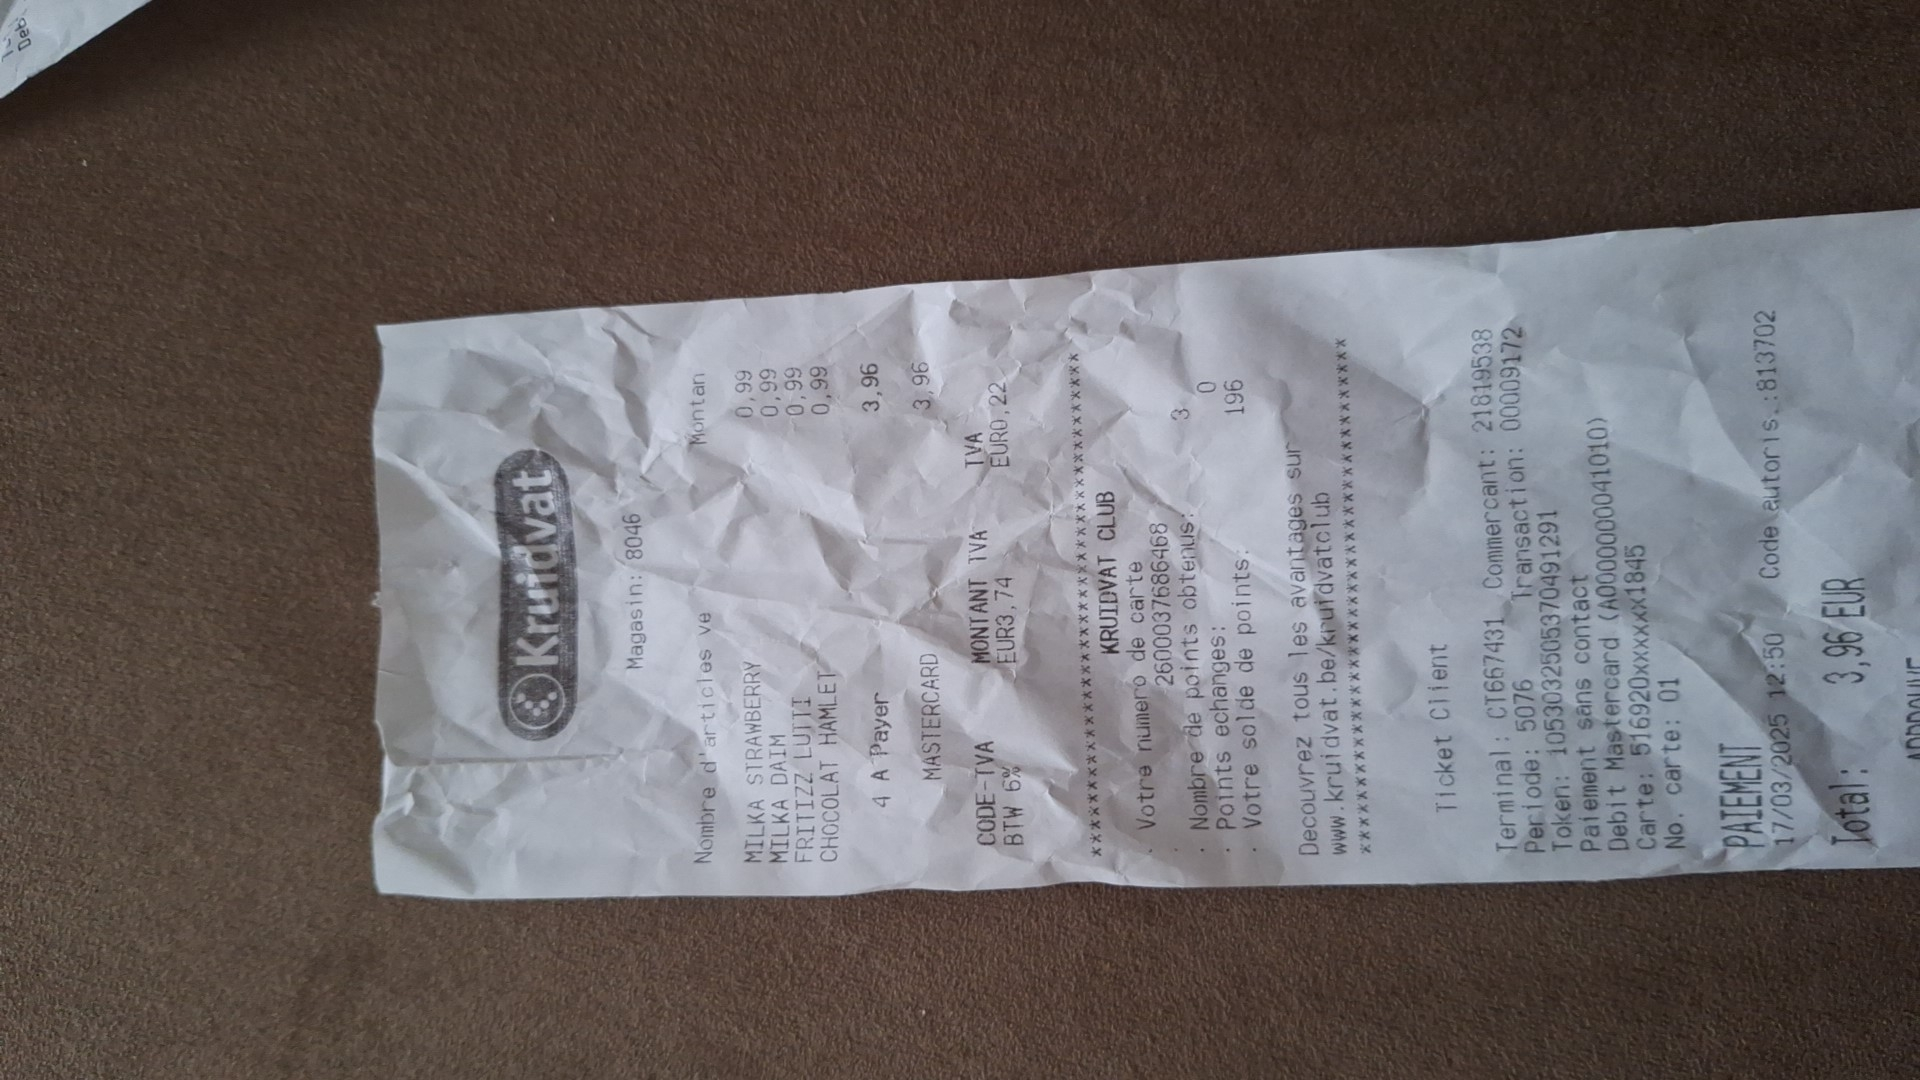 Kruidvat
Magasin: 8046
Nombre d'articles ve Montan
MILKA STRAWBERRY 0,99
MILKA DAIM 0,99
FRITIZZ LUTTI 0,99
CHOCOLAT HAMLET 0,99
4 A Payer 3,96
MASTERCARD 3,96
CODE-TVA MONTANT TVA TVA
BTW 6% EUR3,74 EUR0,22
****************************************
KRUIDVAT CLUB
. Votre numero de carte
2600037686468
. Nombre de points obtenus: 3
. Points echanges: 0
. Votre solde de points: 196
Decouvrez tous les avantages sur
www.kruidvat.be/kruidvatclub
****************************************
Ticket Client
Terminal: CT667431 Commercant: 21819538
Periode: 5076 Transaction: 00009172
Token: 1053032505370491291
Paiement sans contact
Debit Mastercard (A0000000041010)
Carte: 516920xxxxxx1845
No. carte: 01
PAIEMENT
17/03/2025 12:50 Code autoris.:813702
Total: 3,96 EUR
Deb